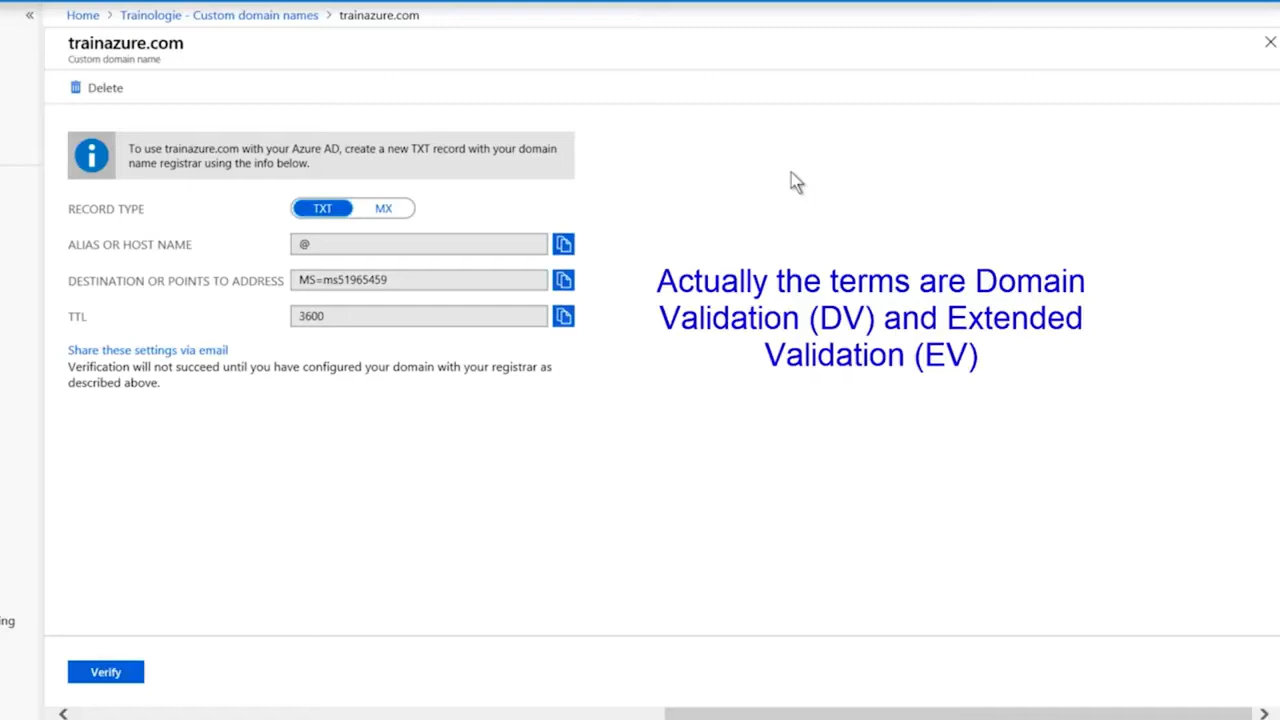 «
Home > Trainologie - Custom domain names > trainazure.com
trainazure.com
Custom domain name
Delete
To use trainazure.com with your Azure AD, create a new TXT record with your domain
name registrar using the info below.
RECORD TYPE TXT MX
ALIAS OR HOST NAME @
DESTINATION OR POINTS TO ADDRESS MS=ms51965459
TTL 3600
Share these settings via email
Verification will not succeed until you have configured your domain with your registrar as
described above.
Actually the terms are Domain
Validation (DV) and Extended
Validation (EV)
ing
Verify